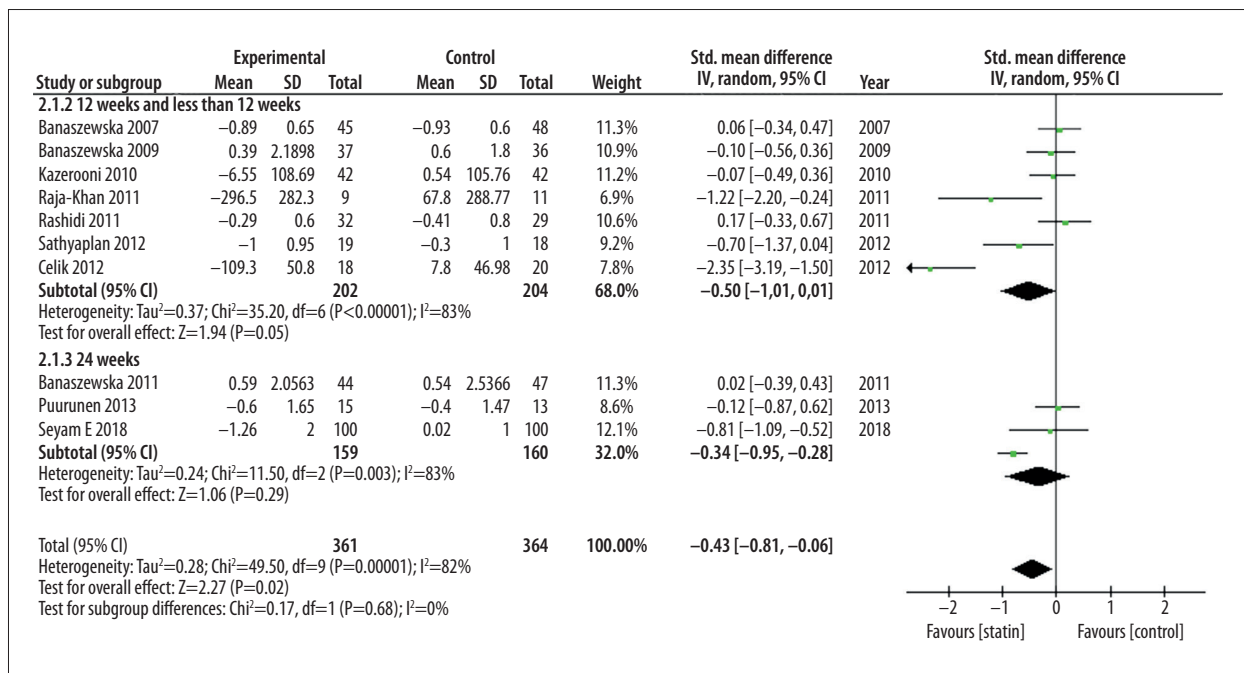 Experimental Control Std. mean difference Std. mean difference
Study or subgroup Mean SD Total Mean SD Total Weight IV, random, 95% CI Year IV, random, 95% CI
2.1.2 12 weeks and less than 12 weeks
Banaszewska 2007 −0.89 0.65 45 −0.93 0.6 48 11.3% 0.06 [−0.34, 0.47] 2007
Banaszewska 2009 0.39 2.1898 37 0.6 1.8 36 10.9% −0.10 [−0.56, 0.36] 2009
Kazerooni 2010 −6.55 108.69 42 0.54 105.76 42 11.2% −0.07 [−0.49, 0.36] 2010
Raja-Khan 2011 −296.5 282.3 9 67.8 288.77 11 6.9% −1.22 [−2.20, −0.24] 2011
Rashidi 2011 −0.29 0.6 32 −0.41 0.8 29 10.6% 0.17 [−0.33, 0.67] 2011
Sathyaplan 2012 −1 0.95 19 −0.3 1 18 9.2% −0.70 [−1.37, 0.04] 2012
Celik 2012 −109.3 50.8 18 7.8 46.98 20 7.8% −2.35 [−3.19, −1.50] 2012
Subtotal (95% CI) 202 204 68.0% −0.50 [−1,01, 0,01]
Heterogeneity: Tau²=0.37; Chi²=35.20, df=6 (P<0.00001); I²=83%
Test for overall effect: Z=1.94 (P=0.05)
2.1.3 24 weeks
Banaszewska 2011 0.59 2.0563 44 0.54 2.5366 47 11.3% 0.02 [−0.39, 0.43] 2011
Puurunen 2013 −0.6 1.65 15 −0.4 1.47 13 8.6% −0.12 [−0.87, 0.62] 2013
Seyam E 2018 −1.26 2 100 0.02 1 100 12.1% −0.81 [−1.09, −0.52] 2018
Subtotal (95% CI) 159 160 32.0% −0.34 [−0.95, −0.28]
Heterogeneity: Tau²=0.24; Chi²=11.50, df=2 (P=0.003); I²=83%
Test for overall effect: Z=1.06 (P=0.29)
Total (95% CI) 361 364 100.00% −0.43 [−0.81, −0.06]
Heterogeneity: Tau²=0.28; Chi²=49.50, df=9 (P=0.00001); I²=82%
Test for overall effect: Z=2.27 (P=0.02)
Test for subgroup differences: Chi²=0.17, df=1 (P=0.68); I²=0%
−2 −1 0 1 2
Favours [statin] Favours [control]